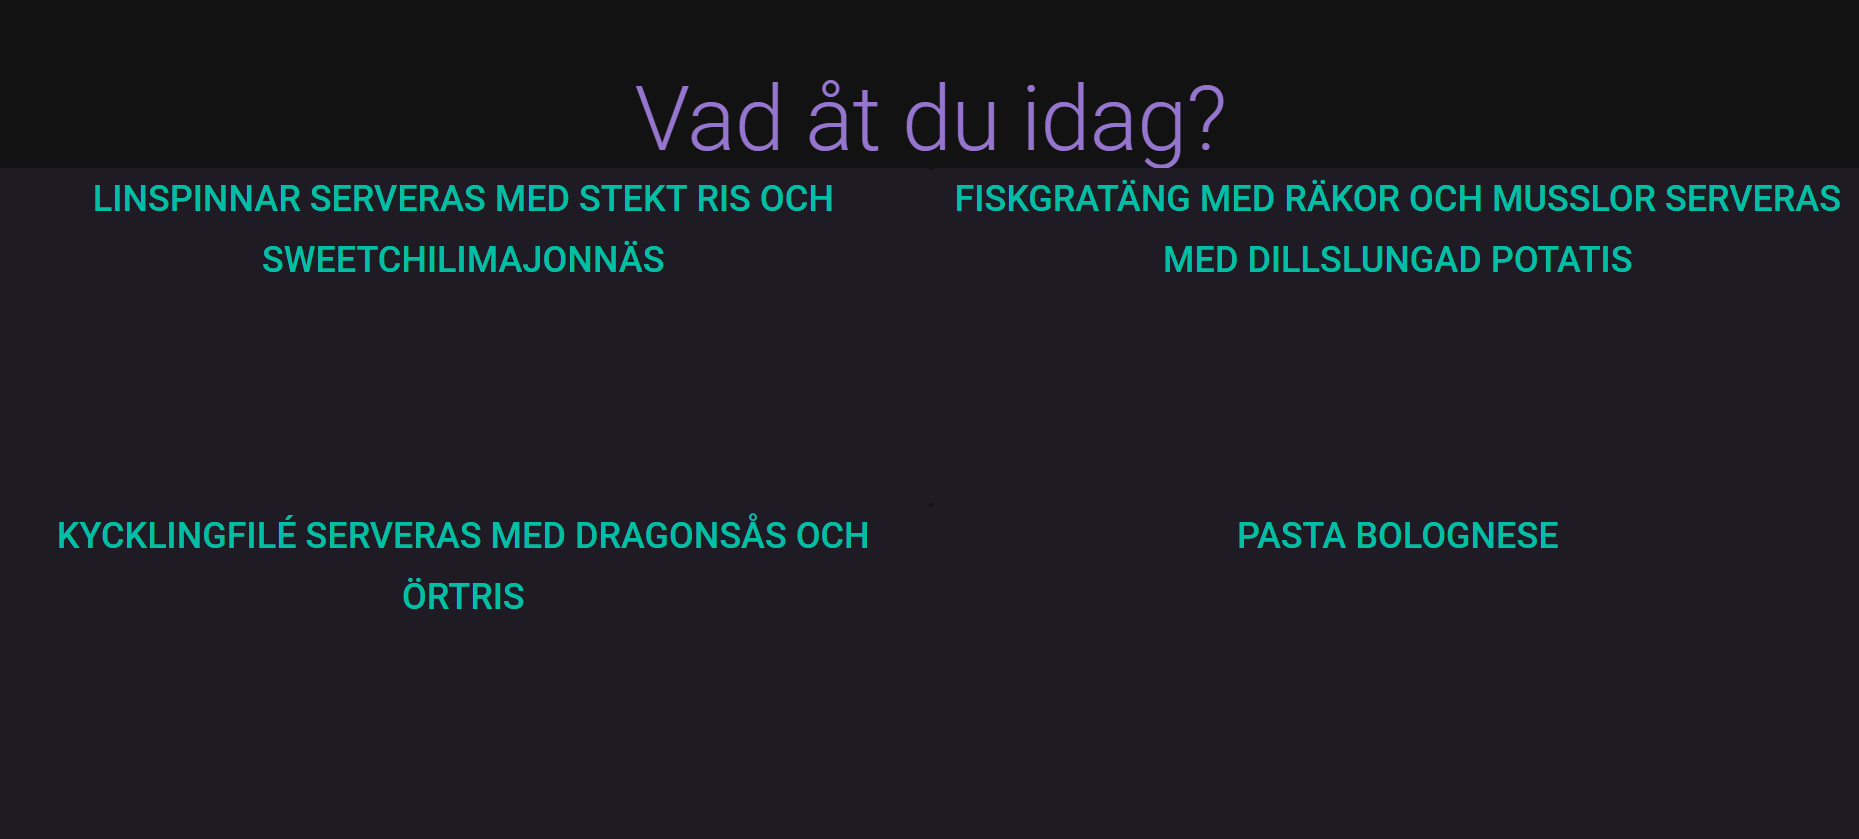 Vad åt du idag?
LINSPINNAR SERVERAS MED STEKT RIS OCH
SWEETCHILIMAJONNÄS
FISKGRATÄNG MED RÄKOR OCH MUSSLOR SERVERAS
MED DILLSLUNGAD POTATIS
KYCKLINGFILÉ SERVERAS MED DRAGONSÅS OCH
ÖRTRIS
PASTA BOLOGNESE